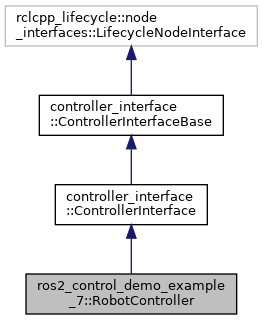 rclcpp_lifecycle::node
_interfaces::LifecycleNodeInterface
controller_interface
::ControllerInterfaceBase
controller_interface
::ControllerInterface
ros2_control_demo_example
_7::RobotController